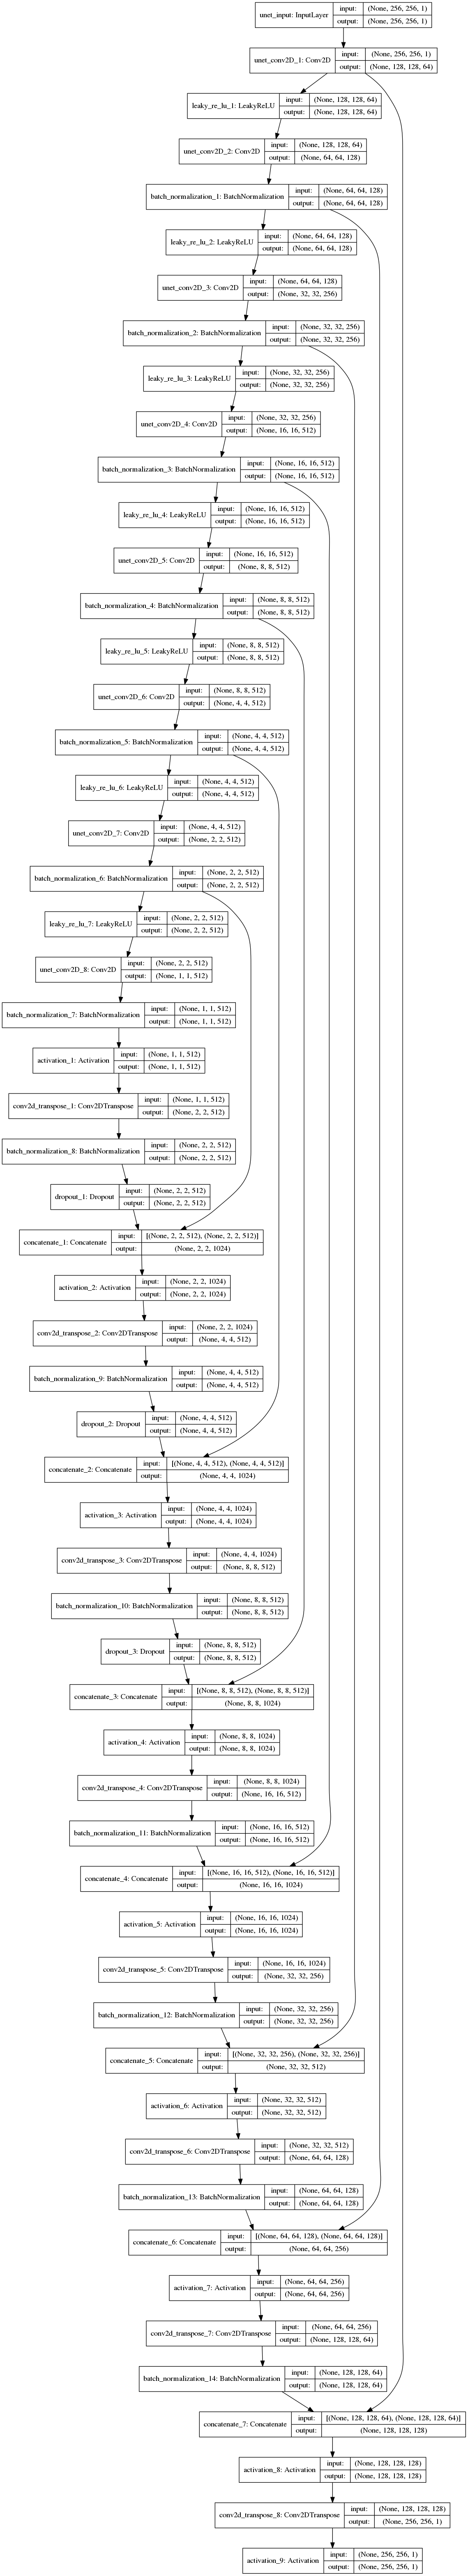 unet_input: InputLayer
input: (None, 256, 256, 1)
output: (None, 256, 256, 1)
unet_conv2D_1: Conv2D
input: (None, 256, 256, 1)
output: (None, 128, 128, 64)
leaky_re_lu_1: LeakyReLU
input: (None, 128, 128, 64)
output: (None, 128, 128, 64)
unet_conv2D_2: Conv2D
input: (None, 128, 128, 64)
output: (None, 64, 64, 128)
batch_normalization_1: BatchNormalization
input: (None, 64, 64, 128)
output: (None, 64, 64, 128)
leaky_re_lu_2: LeakyReLU
input: (None, 64, 64, 128)
output: (None, 64, 64, 128)
unet_conv2D_3: Conv2D
input: (None, 64, 64, 128)
output: (None, 32, 32, 256)
batch_normalization_2: BatchNormalization
input: (None, 32, 32, 256)
output: (None, 32, 32, 256)
leaky_re_lu_3: LeakyReLU
input: (None, 32, 32, 256)
output: (None, 32, 32, 256)
unet_conv2D_4: Conv2D
input: (None, 32, 32, 256)
output: (None, 16, 16, 512)
batch_normalization_3: BatchNormalization
input: (None, 16, 16, 512)
output: (None, 16, 16, 512)
leaky_re_lu_4: LeakyReLU
input: (None, 16, 16, 512)
output: (None, 16, 16, 512)
unet_conv2D_5: Conv2D
input: (None, 16, 16, 512)
output: (None, 8, 8, 512)
batch_normalization_4: BatchNormalization
input: (None, 8, 8, 512)
output: (None, 8, 8, 512)
leaky_re_lu_5: LeakyReLU
input: (None, 8, 8, 512)
output: (None, 8, 8, 512)
unet_conv2D_6: Conv2D
input: (None, 8, 8, 512)
output: (None, 4, 4, 512)
batch_normalization_5: BatchNormalization
input: (None, 4, 4, 512)
output: (None, 4, 4, 512)
leaky_re_lu_6: LeakyReLU
input: (None, 4, 4, 512)
output: (None, 4, 4, 512)
unet_conv2D_7: Conv2D
input: (None, 4, 4, 512)
output: (None, 2, 2, 512)
batch_normalization_6: BatchNormalization
input: (None, 2, 2, 512)
output: (None, 2, 2, 512)
leaky_re_lu_7: LeakyReLU
input: (None, 2, 2, 512)
output: (None, 2, 2, 512)
unet_conv2D_8: Conv2D
input: (None, 2, 2, 512)
output: (None, 1, 1, 512)
batch_normalization_7: BatchNormalization
input: (None, 1, 1, 512)
output: (None, 1, 1, 512)
activation_1: Activation
input: (None, 1, 1, 512)
output: (None, 1, 1, 512)
conv2d_transpose_1: Conv2DTranspose
input: (None, 1, 1, 512)
output: (None, 2, 2, 512)
batch_normalization_8: BatchNormalization
input: (None, 2, 2, 512)
output: (None, 2, 2, 512)
dropout_1: Dropout
input: (None, 2, 2, 512)
output: (None, 2, 2, 512)
concatenate_1: Concatenate
input: [(None, 2, 2, 512), (None, 2, 2, 512)]
output: (None, 2, 2, 1024)
activation_2: Activation
input: (None, 2, 2, 1024)
output: (None, 2, 2, 1024)
conv2d_transpose_2: Conv2DTranspose
input: (None, 2, 2, 1024)
output: (None, 4, 4, 512)
batch_normalization_9: BatchNormalization
input: (None, 4, 4, 512)
output: (None, 4, 4, 512)
dropout_2: Dropout
input: (None, 4, 4, 512)
output: (None, 4, 4, 512)
concatenate_2: Concatenate
input: [(None, 4, 4, 512), (None, 4, 4, 512)]
output: (None, 4, 4, 1024)
activation_3: Activation
input: (None, 4, 4, 1024)
output: (None, 4, 4, 1024)
conv2d_transpose_3: Conv2DTranspose
input: (None, 4, 4, 1024)
output: (None, 8, 8, 512)
batch_normalization_10: BatchNormalization
input: (None, 8, 8, 512)
output: (None, 8, 8, 512)
dropout_3: Dropout
input: (None, 8, 8, 512)
output: (None, 8, 8, 512)
concatenate_3: Concatenate
input: [(None, 8, 8, 512), (None, 8, 8, 512)]
output: (None, 8, 8, 1024)
activation_4: Activation
input: (None, 8, 8, 1024)
output: (None, 8, 8, 1024)
conv2d_transpose_4: Conv2DTranspose
input: (None, 8, 8, 1024)
output: (None, 16, 16, 512)
batch_normalization_11: BatchNormalization
input: (None, 16, 16, 512)
output: (None, 16, 16, 512)
concatenate_4: Concatenate
input: [(None, 16, 16, 512), (None, 16, 16, 512)]
output: (None, 16, 16, 1024)
activation_5: Activation
input: (None, 16, 16, 1024)
output: (None, 16, 16, 1024)
conv2d_transpose_5: Conv2DTranspose
input: (None, 16, 16, 1024)
output: (None, 32, 32, 256)
batch_normalization_12: BatchNormalization
input: (None, 32, 32, 256)
output: (None, 32, 32, 256)
concatenate_5: Concatenate
input: [(None, 32, 32, 256), (None, 32, 32, 256)]
output: (None, 32, 32, 512)
activation_6: Activation
input: (None, 32, 32, 512)
output: (None, 32, 32, 512)
conv2d_transpose_6: Conv2DTranspose
input: (None, 32, 32, 512)
output: (None, 64, 64, 128)
batch_normalization_13: BatchNormalization
input: (None, 64, 64, 128)
output: (None, 64, 64, 128)
concatenate_6: Concatenate
input: [(None, 64, 64, 128), (None, 64, 64, 128)]
output: (None, 64, 64, 256)
activation_7: Activation
input: (None, 64, 64, 256)
output: (None, 64, 64, 256)
conv2d_transpose_7: Conv2DTranspose
input: (None, 64, 64, 256)
output: (None, 128, 128, 64)
batch_normalization_14: BatchNormalization
input: (None, 128, 128, 64)
output: (None, 128, 128, 64)
concatenate_7: Concatenate
input: [(None, 128, 128, 64), (None, 128, 128, 64)]
output: (None, 128, 128, 128)
activation_8: Activation
input: (None, 128, 128, 128)
output: (None, 128, 128, 128)
conv2d_transpose_8: Conv2DTranspose
input: (None, 128, 128, 128)
output: (None, 256, 256, 1)
activation_9: Activation
input: (None, 256, 256, 1)
output: (None, 256, 256, 1)